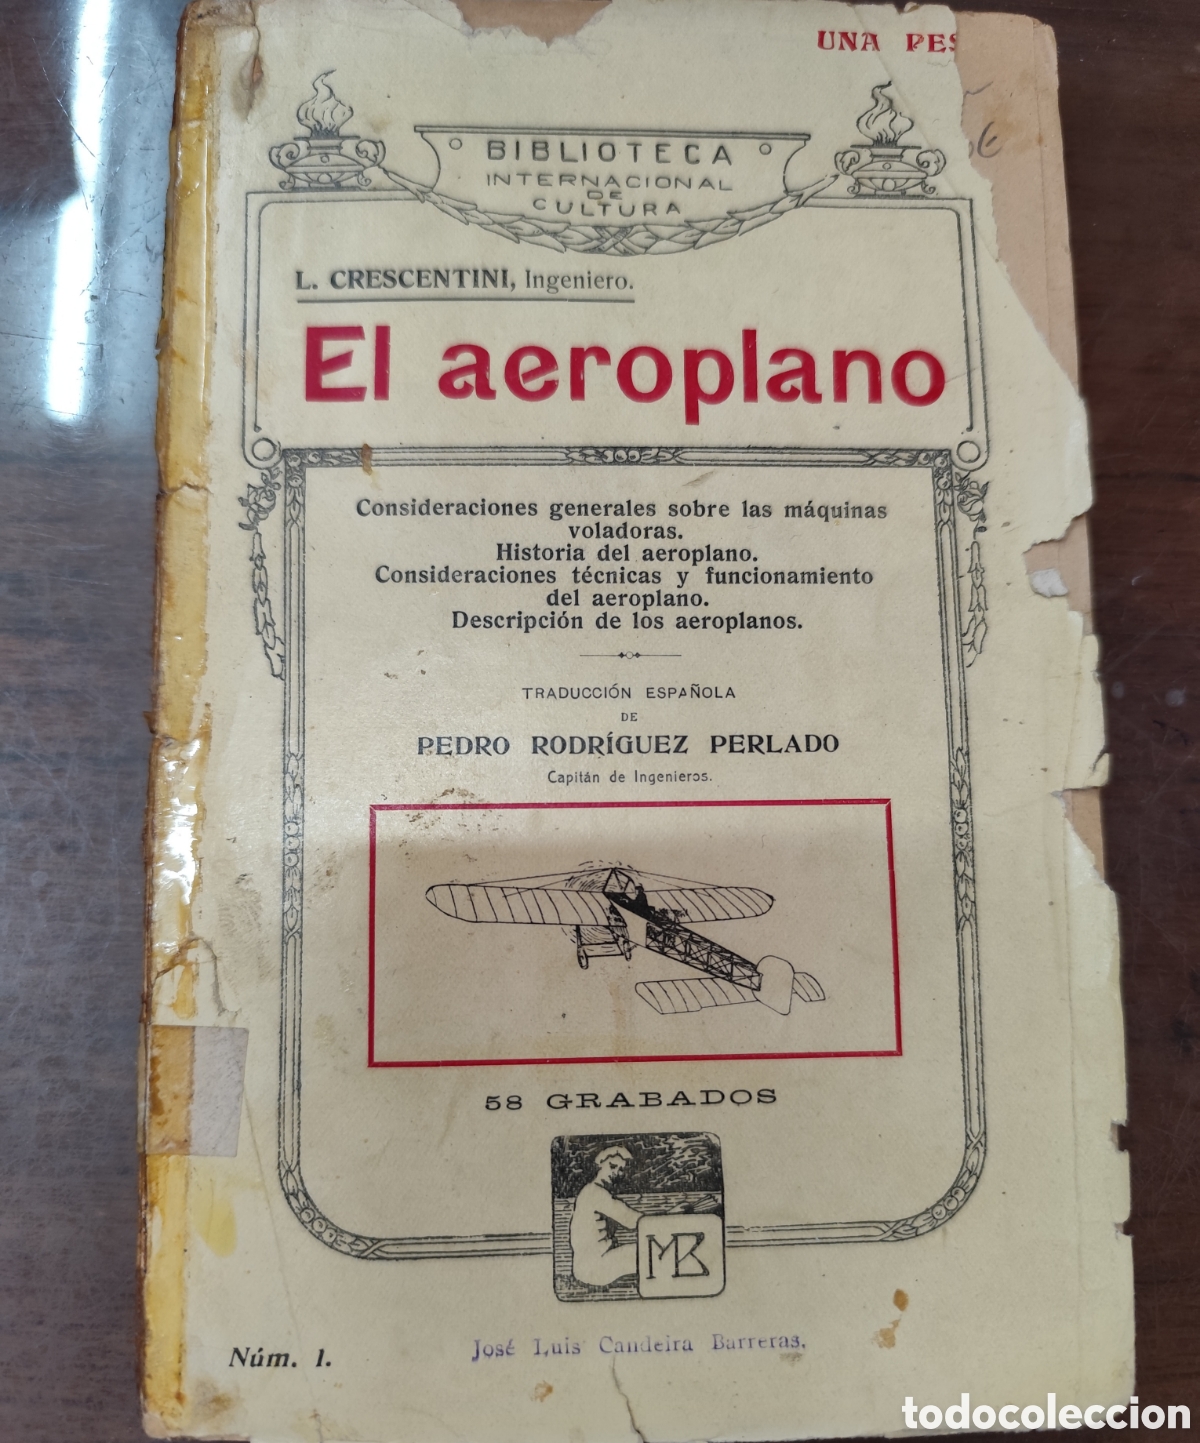 UNA PES
BIBLIOTECA
INTERNACIONAL
DE
CULTURA
L. CRESCENTINI, Ingeniero.
El aeroplano
Consideraciones generales sobre las máquinas
voladoras.
Historia del aeroplano.
Consideraciones técnicas y funcionamiento
del aeroplano.
Descripción de los aeroplanos.
TRADUCCIÓN ESPAÑOLA
DE
PEDRO RODRÍGUEZ PERLADO
Capitán de Ingenieros.
58 GRABADOS
MB
José Luis Candeira Barreras.
Núm. 1.
todocoleccion